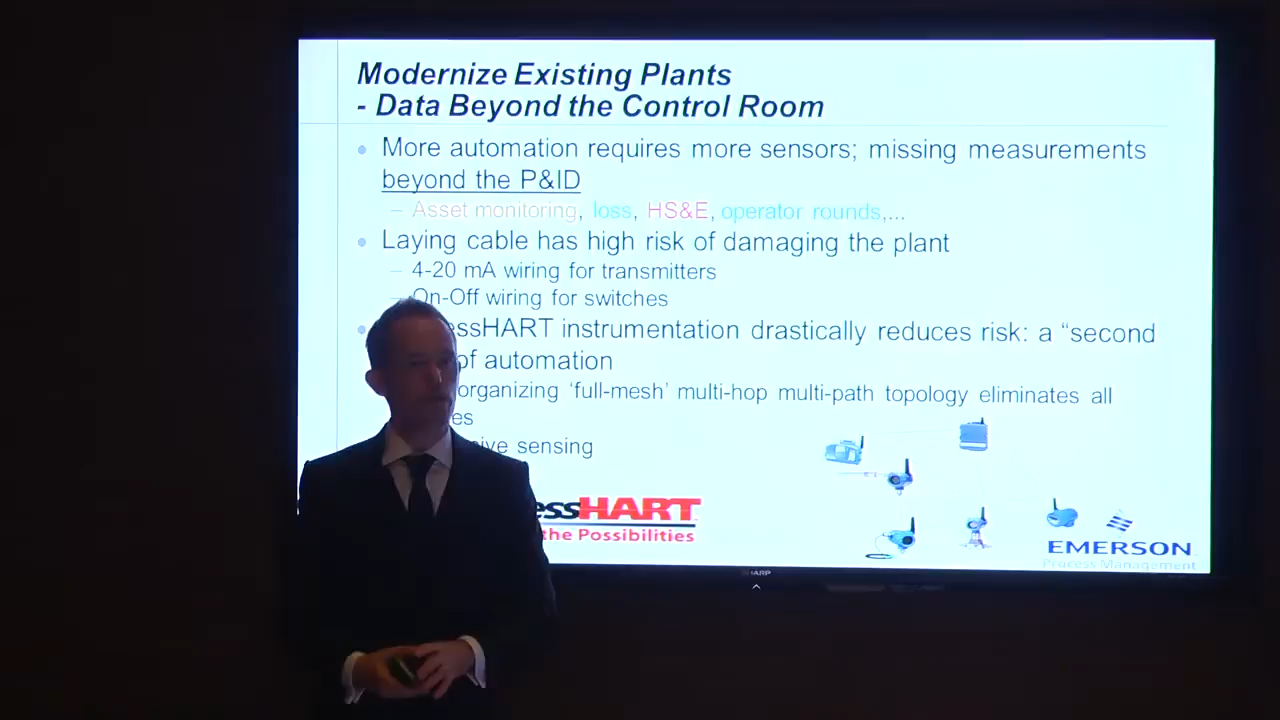 Modernize Existing Plants
- Data Beyond the Control Room
More automation requires more sensors; missing measurements
beyond the P&ID
– Asset monitoring, loss, HS&E, operator rounds,...
Laying cable has high risk of damaging the plant
– 4-20 mA wiring for transmitters
– On-Off wiring for switches
essHART instrumentation drastically reduces risk: a “second
of automation
organizing ‘full-mesh’ multi-hop multi-path topology eliminates all
es
ive sensing
essHART
the Possibilities
EMERSON
Process Management
SHARP